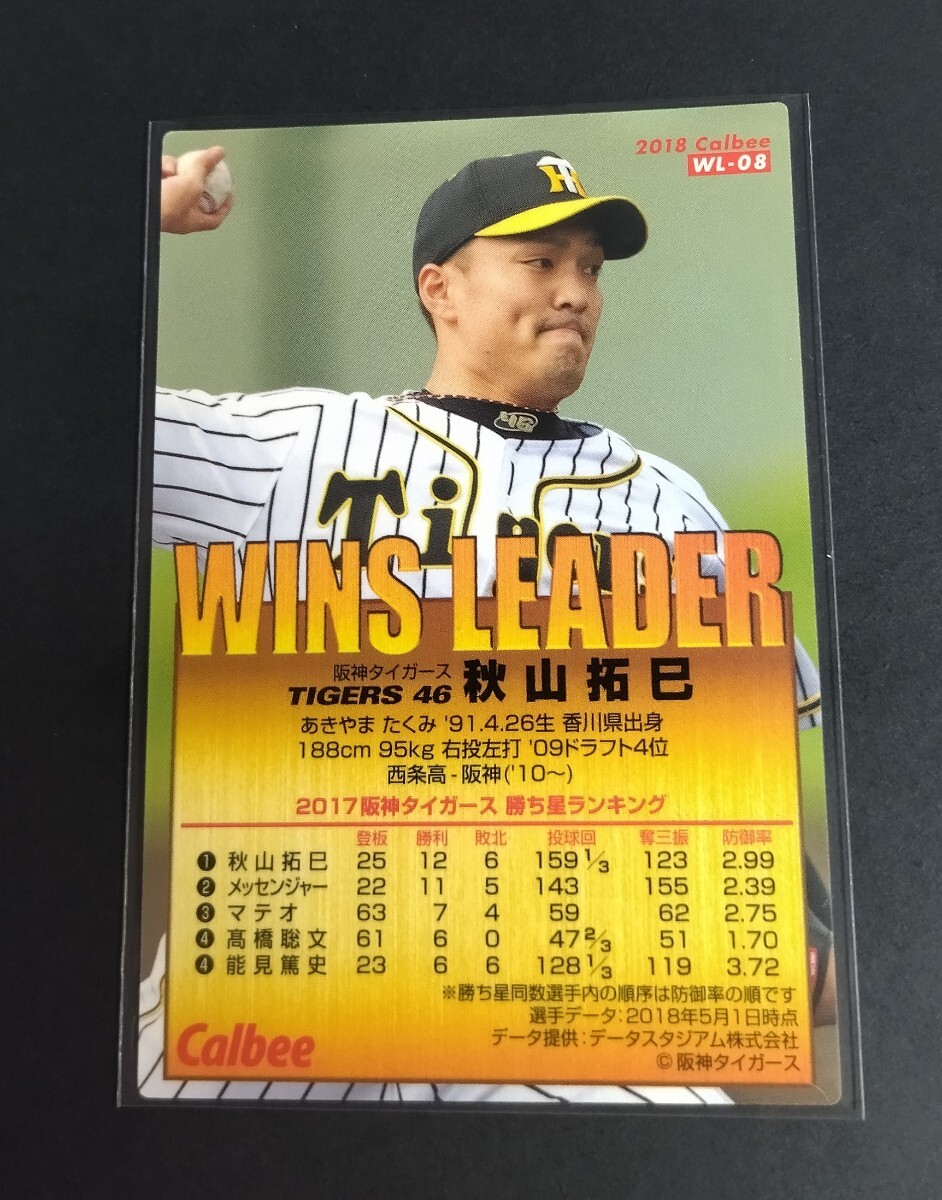 2018 Calbee
WL-08
Tigers
WINS LEADER
阪神タイガース
TIGERS 46 秋山拓巳
あきやま たくみ '91.4.26生 香川県出身
188cm 95kg 右投左打 '09ドラフト4位
西条高-阪神('10〜)
2017阪神タイガース 勝ち星ランキング
登板 勝利 敗北 投球回 奪三振 防御率
❶ 秋山拓巳 25 12 6 159 1/3 123 2.99
❷ メッセンジャー 22 11 5 143 155 2.39
❸ マテオ 63 7 4 59 62 2.75
❹ 髙橋聡文 61 6 0 47 2/3 51 1.70
❹ 能見篤史 23 6 6 128 1/3 119 3.72
※勝ち星同数選手内の順序は防御率の順です
選手データ:2018年5月1日時点
データ提供:データスタジアム株式会社
© 阪神タイガース
Calbee